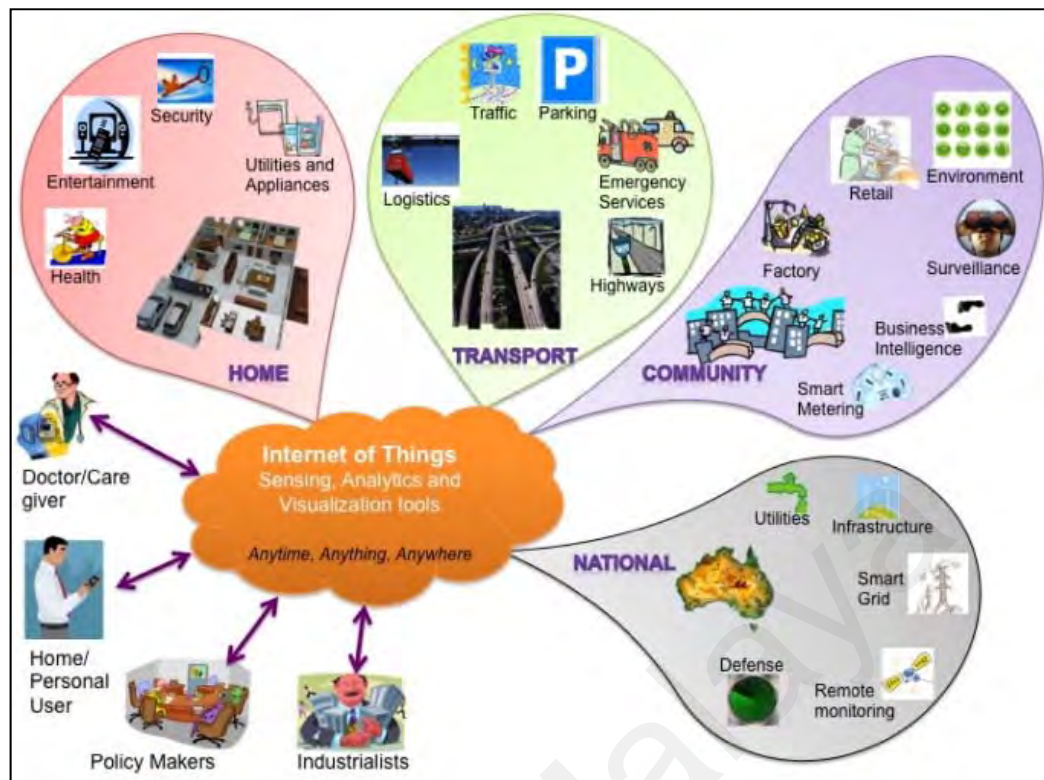 Security
Entertainment
Utilities and
Appliances
Health
HOME
Traffic
Parking
P
Logistics
Emergency
Services
Highways
TRANSPORT
Retail
Environment
Factory
Surveillance
Business
Intelligence
COMMUNITY
Smart
Metering
Doctor/Care
giver
Internet of Things
Sensing, Analytics and
Visualization tools
Anytime, Anything, Anywhere
Home/
Personal
User
Policy Makers
Industrialists
NATIONAL
Utilities
Infrastructure
Smart
Grid
Defense
Remote
monitoring